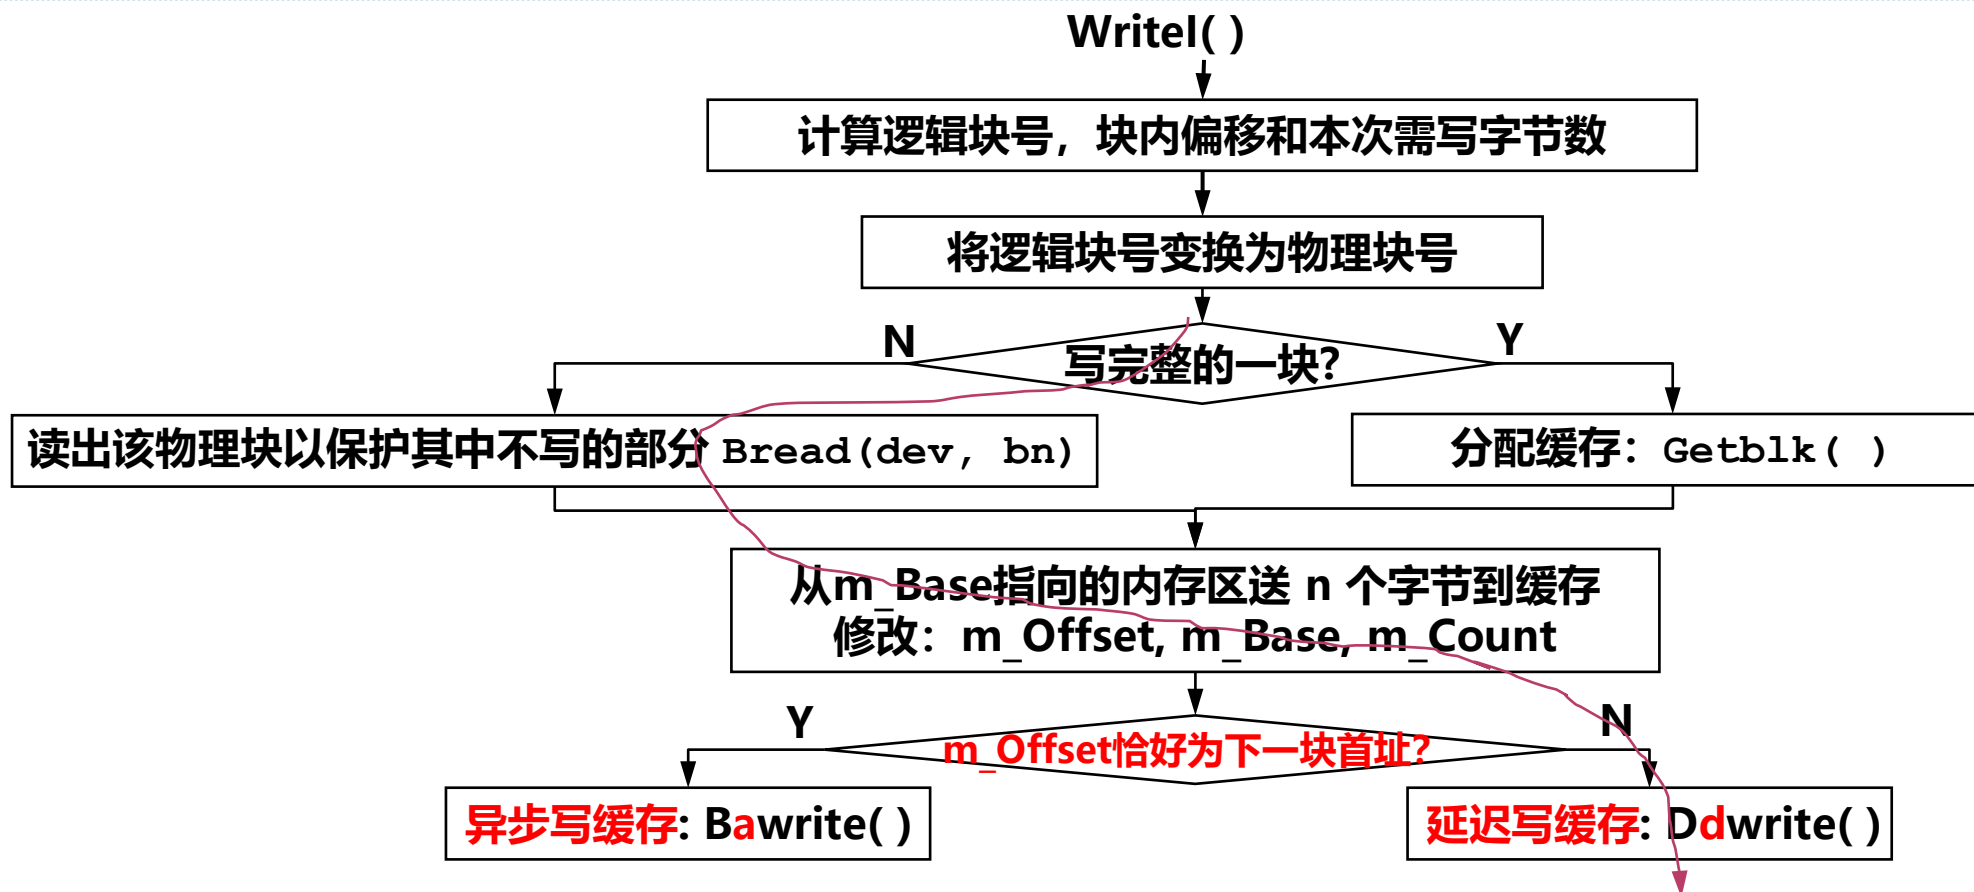 WriteI( )
计算逻辑块号，块内偏移和本次需写字节数
将逻辑块号变换为物理块号
N
Y
写完整的一块?
读出该物理块以保护其中不写的部分 Bread(dev, bn)
分配缓存：Getblk( )
从m_Base指向的内存区送 n 个字节到缓存
修改：m_Offset, m_Base, m_Count
Y
N
m_Offset恰好为下一块首址?
异步写缓存: Bawrite( )
延迟写缓存: Ddwrite( )